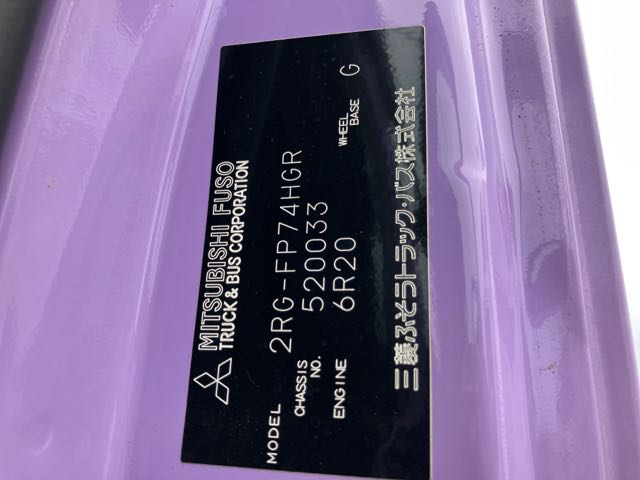 MITSUBISHI FUSO
TRUCK & BUS CORPORATION
MODEL 2RG-FP74HGR
CHASSIS NO. 520033
ENGINE 6R20 WHEEL BASE G
三菱ふそうトラック・バス株式会社